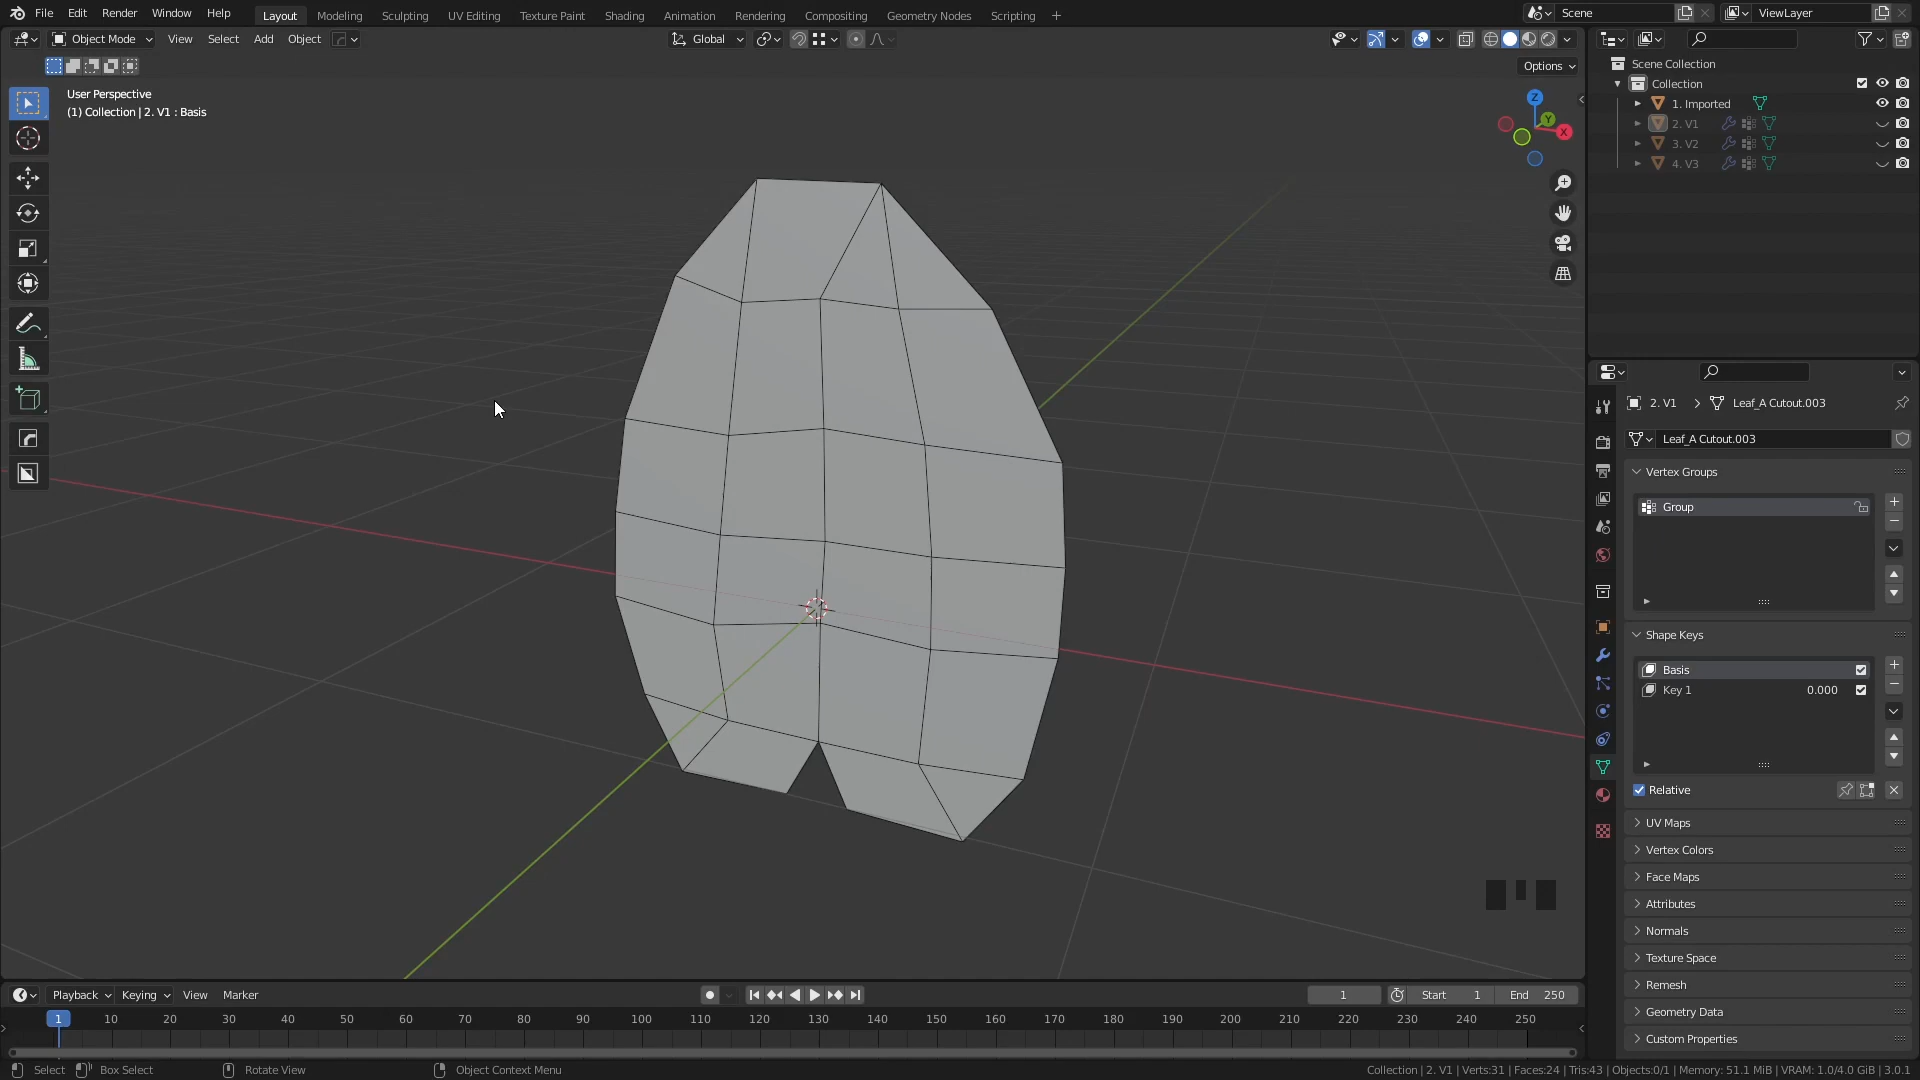 File Edit Render Window Help Layout Modeling Sculpting UV Editing Texture Paint Shading Animation Rendering Compositing Geometry Nodes Scripting + Scene ViewLayer
Object Mode View Select Add Object Global
Options
User Perspective
(1) Collection | 2. V1 : Basis
Z
Y
X
Scene Collection
Collection
1. Imported
2. V1
3. V2
4. V3
2. V1 > Leaf_A Cutout.003
Leaf_A Cutout.003
Vertex Groups
Group
Shape Keys
Basis
Key 1 0.000
Relative
UV Maps
Vertex Colors
Face Maps
Attributes
Normals
Texture Space
Remesh
Geometry Data
Custom Properties
Playback Keying View Marker 1 Start 1 End 250
1 10 20 30 40 50 60 70 80 90 100 110 120 130 140 150 160 170 180 190 200 210 220 230 240 250
Select Box Select Rotate View Object Context Menu Collection | 2. V1 | Verts:31 | Faces:24 | Tris:43 | Objects:0/1 | Memory: 51.1 MiB | VRAM: 1.0/4.0 GiB | 3.0.1